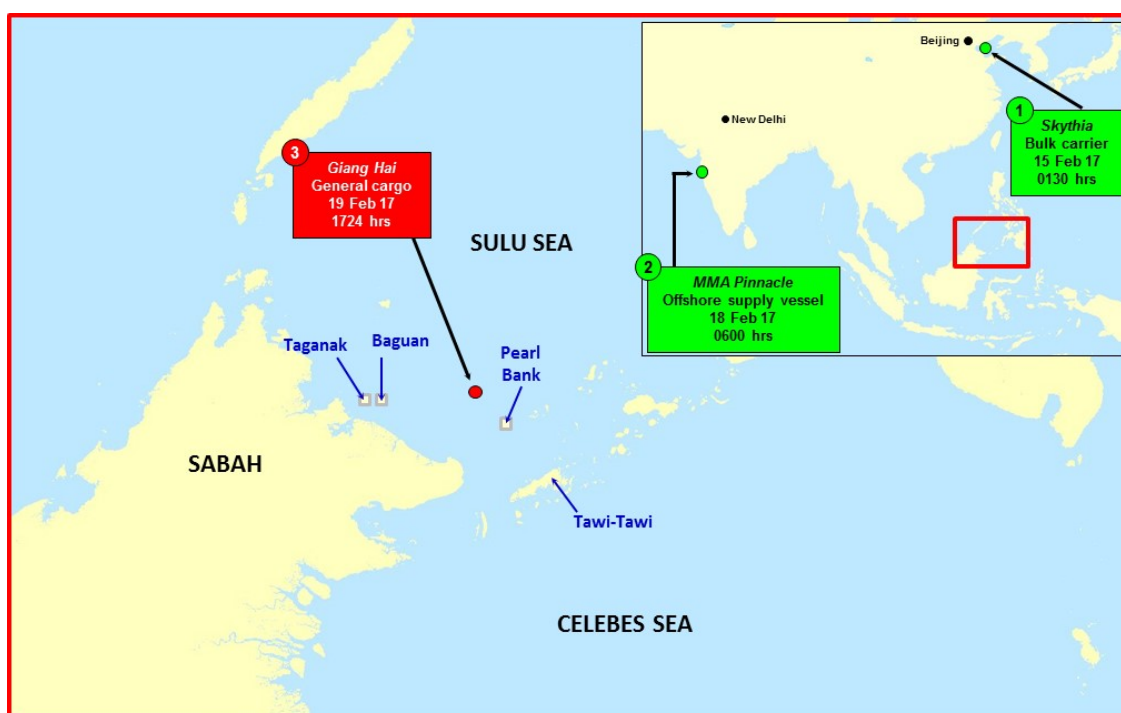 Beijing
1
Skythia
Bulk carrier
15 Feb 17
0130 hrs
New Delhi
2
MMA Pinnacle
Offshore supply vessel
18 Feb 17
0600 hrs
3
Giang Hai
General cargo
19 Feb 17
1724 hrs
SULU SEA
Taganak
Baguan
Pearl
Bank
SABAH
Tawi-Tawi
CELEBES SEA